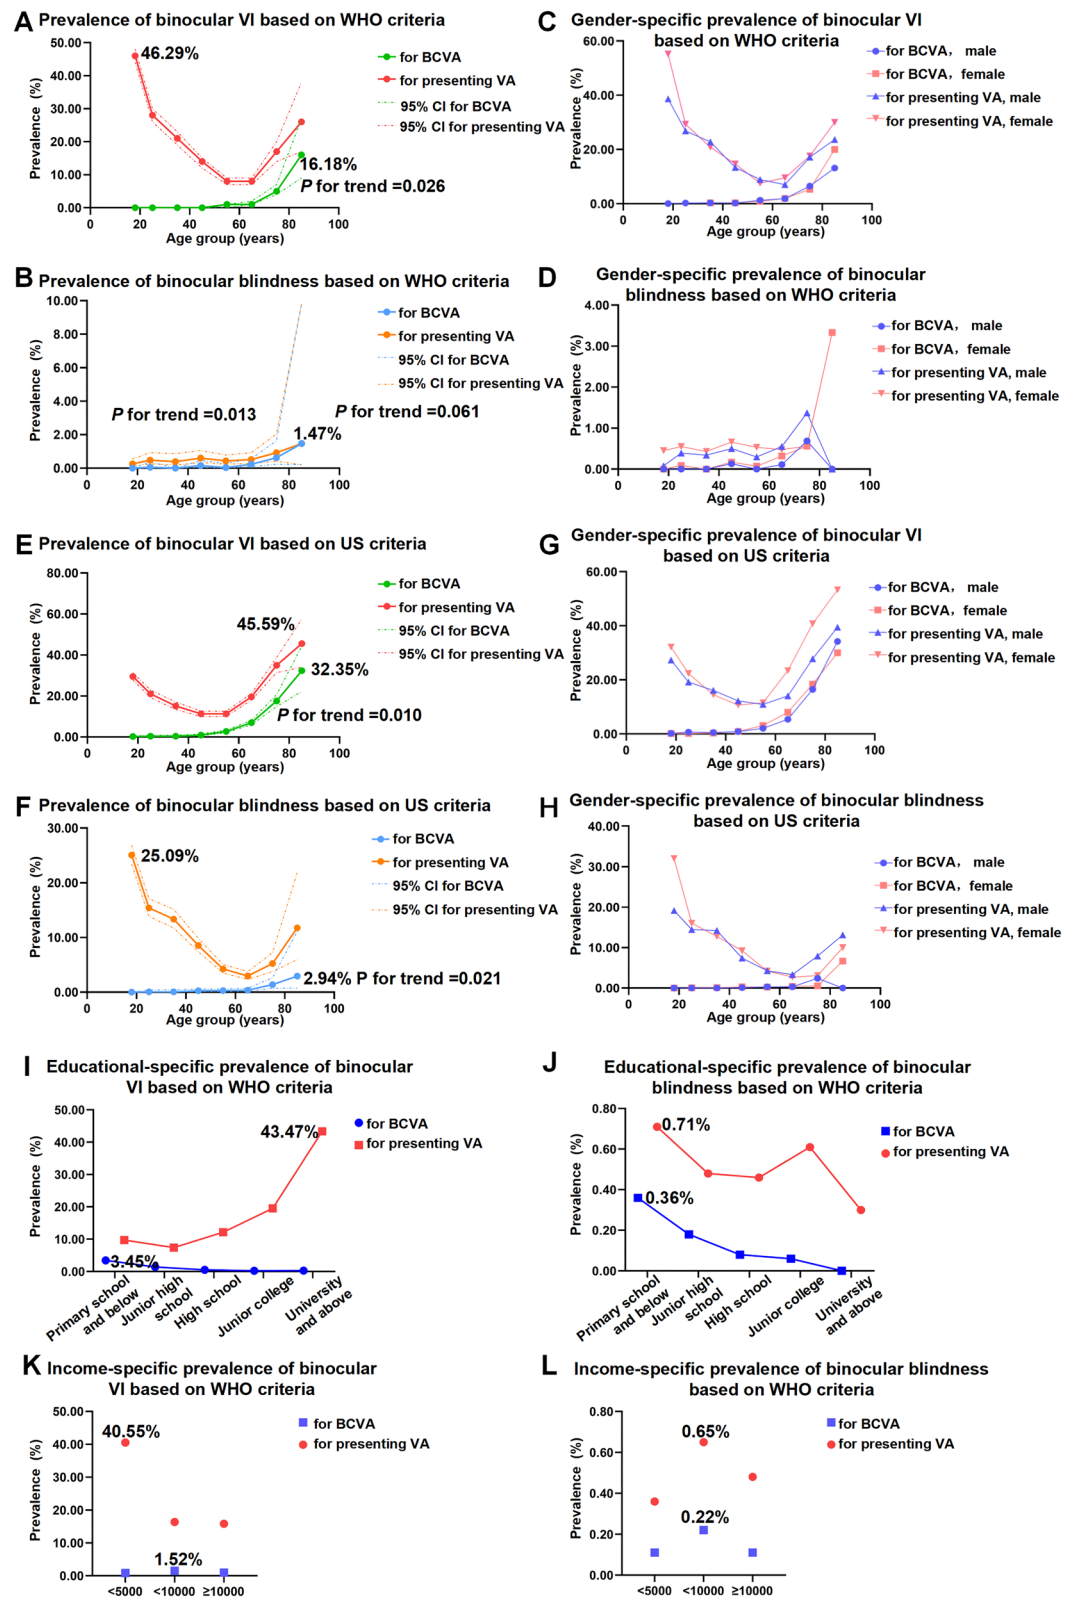 A Prevalence of binocular VI based on WHO criteria
50.00
40.00
30.00
20.00
10.00
0.00
Prevalence (%)
46.29%
16.18%
P for trend =0.026
for BCVA
for presenting VA
95% CI for BCVA
95% CI for presenting VA
0 20 40 60 80 100
Age group (years)
C Gender-specific prevalence of binocular VI
based on WHO criteria
60.00
40.00
20.00
0.00
Prevalence (%)
for BCVA, male
for BCVA, female
for presenting VA, male
for presenting VA, female
0 20 40 60 80 100
Age group (years)
B Prevalence of binocular blindness based on WHO criteria
10.00
8.00
6.00
4.00
2.00
0.00
Prevalence (%)
for BCVA
for presenting VA
95% CI for BCVA
95% CI for presenting VA
P for trend =0.013
P for trend =0.061
1.47%
0 20 40 60 80 100
Age group (years)
D Gender-specific prevalence of binocular
blindness based on WHO criteria
4.00
3.00
2.00
1.00
0.00
Prevalence (%)
for BCVA, male
for BCVA, female
for presenting VA, male
for presenting VA, female
0 20 40 60 80 100
Age group (years)
E Prevalence of binocular VI based on US criteria
80.00
60.00
40.00
20.00
0.00
Prevalence (%)
for BCVA
for presenting VA
95% CI for BCVA
95% CI for presenting VA
45.59%
32.35%
P for trend =0.010
0 20 40 60 80 100
Age group (years)
G Gender-specific prevalence of binocular VI
based on US criteria
60.00
40.00
20.00
0.00
Prevalence (%)
for BCVA, male
for BCVA, female
for presenting VA, male
for presenting VA, female
0 20 40 60 80 100
Age group (years)
F Prevalence of binocular blindness based on US criteria
30.00
20.00
10.00
0.00
Prevalence (%)
25.09%
for BCVA
for presenting VA
95% CI for BCVA
95% CI for presenting VA
2.94% P for trend =0.021
0 20 40 60 80 100
Age group (years)
H Gender-specific prevalence of binocular blindness
based on US criteria
40.00
30.00
20.00
10.00
0.00
Prevalence (%)
for BCVA, male
for BCVA, female
for presenting VA, male
for presenting VA, female
0 20 40 60 80 100
Age group (years)
I Educational-specific prevalence of binocular
VI based on WHO criteria
50.00
40.00
30.00
20.00
10.00
0.00
Prevalence (%)
43.47%
3.45%
for BCVA
for presenting VA
Primary school
and below
Junior high
school
High school
Junior college
University
and above
J Educational-specific prevalence of binocular
blindness based on WHO criteria
0.80
0.60
0.40
0.20
0.00
Prevalence (%)
0.71%
0.36%
for BCVA
for presenting VA
Primary school
and below
Junior high
school
High school
Junior college
University
and above
K Income-specific prevalence of binocular
VI based on WHO criteria
50.00
40.00
30.00
20.00
10.00
0.00
Prevalence (%)
40.55%
1.52%
for BCVA
for presenting VA
<5000 <10000 ≥10000
L Income-specific prevalence of binocular blindness
based on WHO criteria
0.80
0.60
0.40
0.20
0.00
Prevalence (%)
0.65%
0.22%
for BCVA
for presenting VA
<5000 <10000 ≥10000